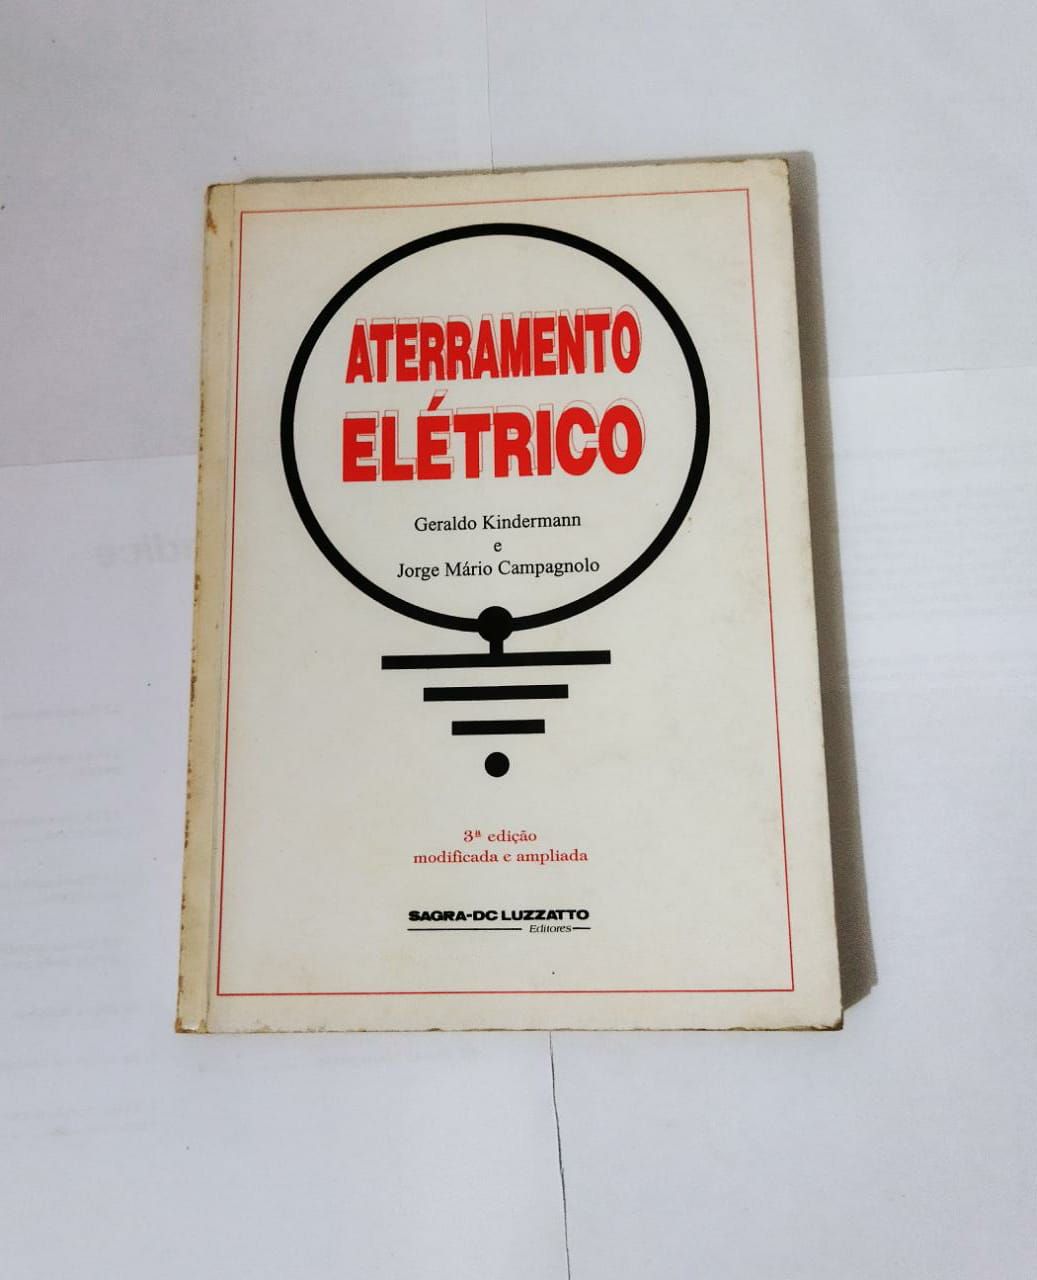 ATERRAMENTO
ELÉTRICO
Geraldo Kindermann
e
Jorge Mário Campagnolo
3ª edição
modificada e ampliada
SAGRA-DC LUZZATTO
Editores